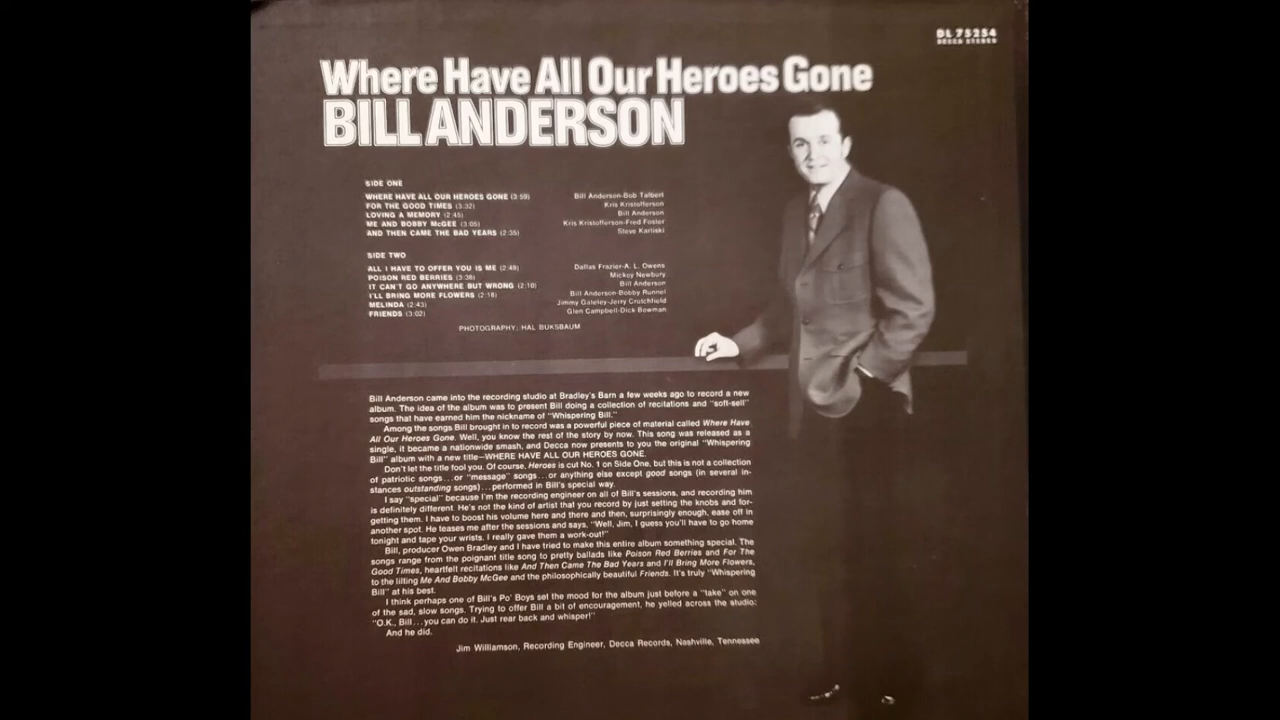 DL 75254
DECCA STEREO
Where Have All Our Heroes Gone
BILL ANDERSON
SIDE ONE
WHERE HAVE ALL OUR HEROES GONE (3:59) Bill Anderson-Bob Talbert
FOR THE GOOD TIMES (3:32) Kris Kristofferson
LOVING A MEMORY (2:45) Bill Anderson
ME AND BOBBY McGEE (3:05) Kris Kristofferson-Fred Foster
AND THEN CAME THE BAD YEARS (2:35) Steve Karliski
SIDE TWO
ALL I HAVE TO OFFER YOU IS ME (2:49) Dallas Frazier-A. L. Owens
POISON RED BERRIES (3:36) Mickey Newbury
IT CAN'T GO ANYWHERE BUT WRONG (2:10) Bill Anderson
I'LL BRING MORE FLOWERS (2:18) Bill Anderson-Bobby Runnel
MELINDA (2:43) Jimmy Gateley-Jerry Crutchfield
FRIENDS (3:02) Glen Campbell-Dick Bowman
PHOTOGRAPHY: HAL BUKSBAUM
Bill Anderson came into the recording studio at Bradley's Barn a few weeks ago to record a new
album. The idea of the album was to present Bill doing a collection of recitations and "soft-sell"
songs that have earned him the nickname of "Whispering Bill."
Among the songs Bill brought in to record was a powerful piece of material called Where Have
All Our Heroes Gone. Well, you know the rest of the story by now. This song was released as a
single, it became a nationwide smash, and Decca now presents to you the original "Whispering
Bill" album with a new title—WHERE HAVE ALL OUR HEROES GONE.
Don't let the title fool you. Of course, Heroes is cut No. 1 on Side One, but this is not a collection
of patriotic songs...or "message" songs...or anything else except good songs (in several in-
stances outstanding songs)...performed in Bill's special way.
I say "special" because I'm the recording engineer on all of Bill's sessions, and recording him
is definitely different. He's not the kind of artist that you record by just setting the knobs and for-
getting them. I have to boost his volume here and there and then, surprisingly enough, ease off in
another spot. He teases me after the sessions and says, "Well, Jim, I guess you'll have to go home
tonight and tape your wrists. I really gave them a work-out!"
Bill, producer Owen Bradley and I have tried to make this entire album something special. The
songs range from the poignant title song to pretty ballads like Poison Red Berries and For The
Good Times, heartfelt recitations like And Then Came The Bad Years and I'll Bring More Flowers,
to the lilting Me And Bobby McGee and the philosophically beautiful Friends. It's truly "Whispering
Bill" at his best.
I think perhaps one of Bill's Po' Boys set the mood for the album just before a "take" on one
of the sad, slow songs. Trying to offer Bill a bit of encouragement, he yelled across the studio:
"O.K., Bill...you can do it. Just rear back and whisper!"
And he did.
Jim Williamson, Recording Engineer, Decca Records, Nashville, Tennessee